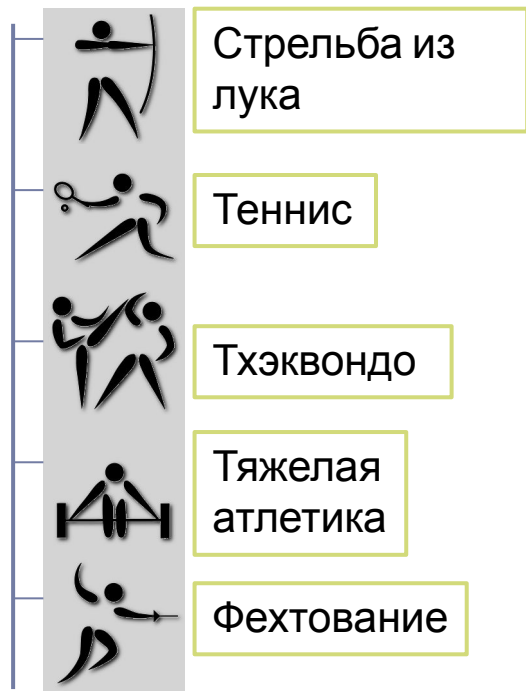 Стрельба из
лука
Теннис
Тхэквондо
Тяжелая
атлетика
Фехтование